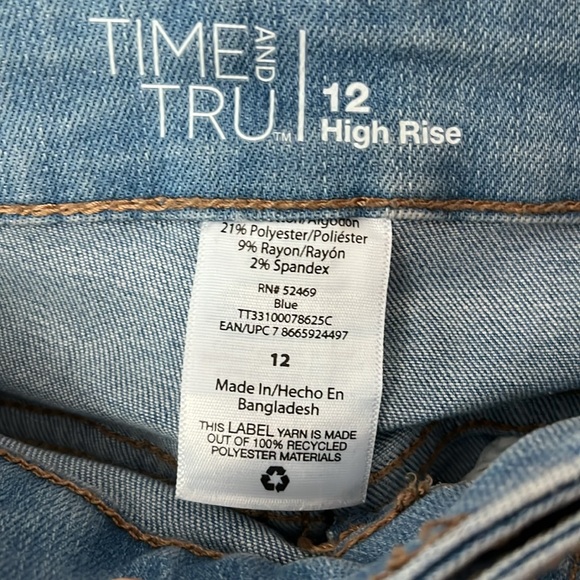 TIME AND
TRU™
12
High Rise
21% Polyester/Poliéster
9% Rayon/Rayón
2% Spandex
RN# 52469
Blue
TT33100078625C
EAN/UPC 7 8665924497
12
Made In/Hecho En
Bangladesh
THIS LABEL YARN IS MADE
OUT OF 100% RECYCLED
POLYESTER MATERIALS